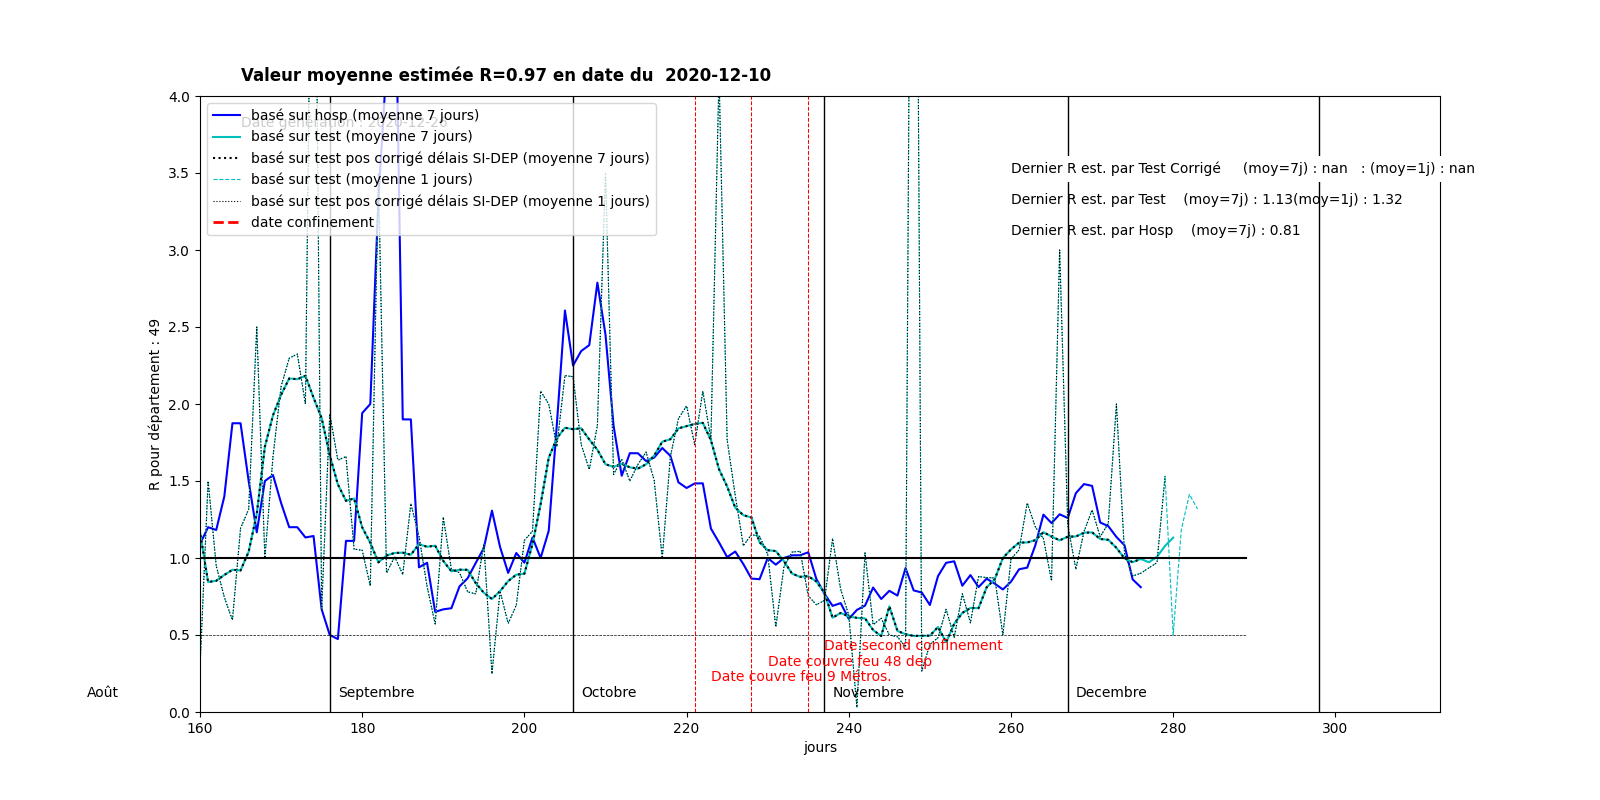 Valeur moyenne estimée R=0.97 en date du  2020-12-10
4.0
3.5
3.0
2.5
2.0
1.5
1.0
0.5
0.0
R pour département : 49
basé sur hosp (moyenne 7 jours)
basé sur test (moyenne 7 jours)
basé sur test pos corrigé délais SI-DEP (moyenne 7 jours)
basé sur test (moyenne 1 jours)
basé sur test pos corrigé délais SI-DEP (moyenne 1 jours)
date confinement
Dernier R est. par Test Corrigé     (moy=7j) : nan   : (moy=1j) : nan
Dernier R est. par Test    (moy=7j) : 1.13(moy=1j) : 1.32
Dernier R est. par Hosp    (moy=7j) : 0.81
Date second confinement
Date couvre feu 48 dep
Date couvre feu 9 Métros.
Août
Septembre
Octobre
Novembre
Decembre
160
180
200
220
240
260
280
300
jours